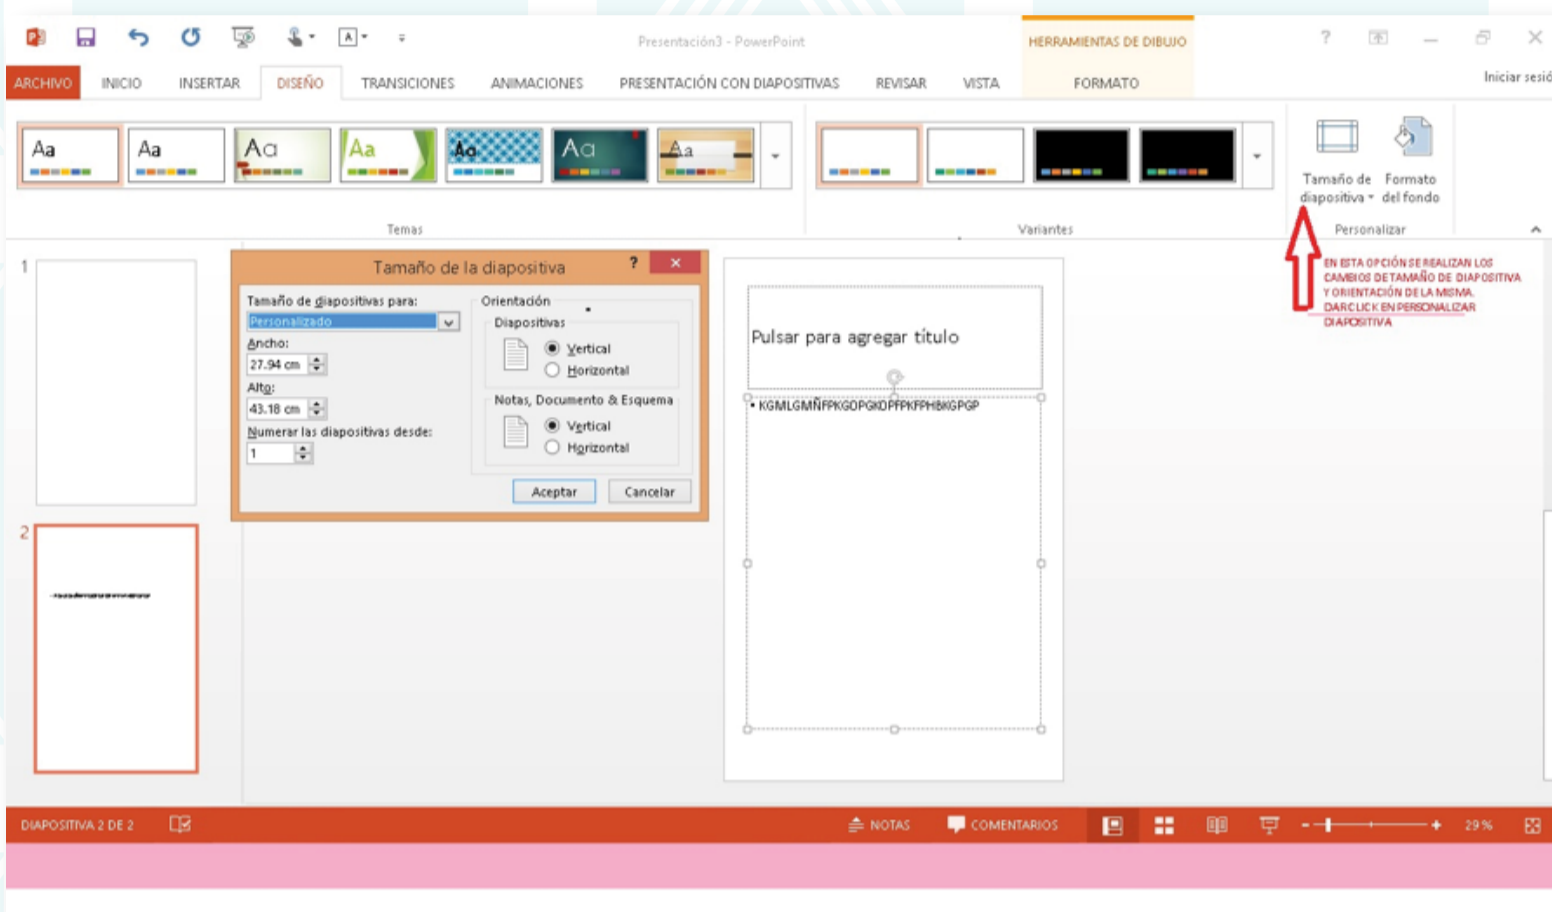 Presentación3 - PowerPoint
HERRAMIENTAS DE DIBUJO
ARCHIVO INICIO INSERTAR DISEÑO TRANSICIONES ANIMACIONES PRESENTACIÓN CON DIAPOSITIVAS REVISAR VISTA FORMATO
Iniciar sesió
Aa Aa Aa Aa Aa Aa Aa
Tamaño de diapositiva
Formato del fondo
Temas
Variantes
Personalizar
EN ESTA OPCIÓN SE REALIZAN LOS
CAMBIOS DE TAMAÑO DE DIAPOSITIVA
Y ORIENTACIÓN DE LA MISMA.
DAR CLICK EN PERSONALIZAR
DIAPOSITIVA
1
2
Tamaño de la diapositiva
Tamaño de diapositivas para:
Personalizado
Ancho:
27.94 cm
Alto:
43.18 cm
Numerar las diapositivas desde:
1
Orientación
Diapositivas
Vertical
Horizontal
Notas, Documento & Esquema
Vertical
Horizontal
Aceptar
Cancelar
Pulsar para agregar título
DIAPOSITIVA 2 DE 2
NOTAS
COMENTARIOS
29%